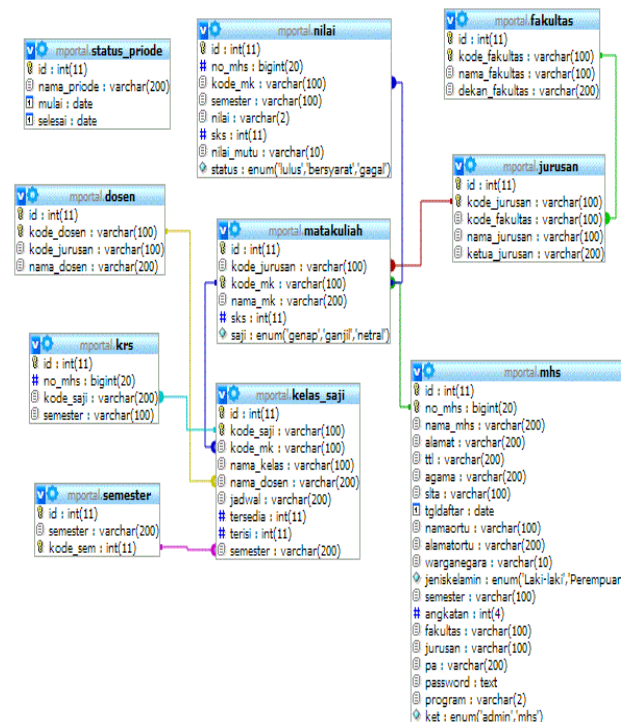 mportal.status_priode
id : int(11)
nama_priode : varchar(200)
mulai : date
selesai : date
mportal.nilai
id : int(11)
no_mhs : bigint(20)
kode_mk : varchar(100)
semester : varchar(100)
nilai : varchar(2)
sks : int(11)
nilai_mutu : varchar(10)
status : enum('lulus','bersyarat','gagal')
mportal.fakultas
id : int(11)
kode_fakultas : varchar(100)
nama_fakultas : varchar(100)
dekan_fakultas : varchar(200)
mportal.jurusan
id : int(11)
kode_jurusan : varchar(100)
kode_fakultas : varchar(100)
nama_jurusan : varchar(100)
ketua_jurusan : varchar(200)
mportal.dosen
id : int(11)
kode_dosen : varchar(100)
kode_jurusan : varchar(100)
nama_dosen : varchar(200)
mportal.matakuliah
id : int(11)
kode_jurusan : varchar(100)
kode_mk : varchar(100)
nama_mk : varchar(200)
sks : int(11)
saji : enum('genap','ganjil','netral')
mportal.krs
id : int(11)
no_mhs : bigint(20)
kode_saji : varchar(200)
semester : varchar(100)
mportal.kelas_saji
id : int(11)
kode_saji : varchar(100)
kode_mk : varchar(100)
nama_kelas : varchar(100)
nama_dosen : varchar(200)
jadwal : varchar(200)
tersedia : int(11)
terisi : int(11)
semester : varchar(200)
mportal.semester
id : int(11)
semester : varchar(200)
kode_sem : int(11)
mportal.mhs
id : int(11)
no_mhs : bigint(20)
nama_mhs : varchar(200)
alamat : varchar(200)
ttl : varchar(200)
agama : varchar(200)
slta : varchar(100)
tgldaftar : date
namaortu : varchar(100)
alamatortu : varchar(200)
warganegara : varchar(10)
jeniskelamin : enum('Laki-laki','Perempuan
semester : varchar(100)
angkatan : int(4)
fakultas : varchar(100)
jurusan : varchar(100)
pa : varchar(200)
password : text
program : varchar(2)
ket : enum('admin','mhs')